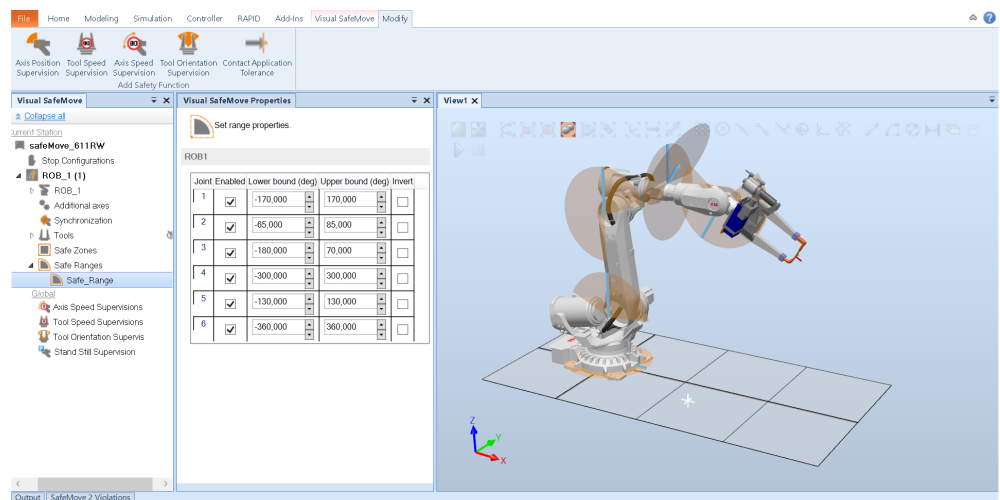 File Home Modeling Simulation Controller RAPID Add-Ins Visual SafeMove Modify
Axis Position Supervision
Tool Speed Supervision
Axis Speed Supervision
Tool Orientation Supervision
Contact Application Tolerance
Add Safety Function
Visual SafeMove
Collapse all
urrent Station
safeMove_611RW
Stop Configurations
ROB_1 (1)
ROB_1
Additional axes
Synchronization
Tools
Safe Zones
Safe Ranges
Safe_Range
Global
Axis Speed Supervisions
Tool Speed Supervisions
Tool Orientation Supervis
Stand Still Supervision
Visual SafeMove Properties
Set range properties.
ROB1
Joint Enabled Lower bound (deg) Upper bound (deg) Invert
1 -170,000 170,000
2 -65,000 85,000
3 -180,000 70,000
4 -300,000 300,000
5 -130,000 130,000
6 -360,000 360,000
View1
Z
Y
X
Output SafeMove 2 Violations